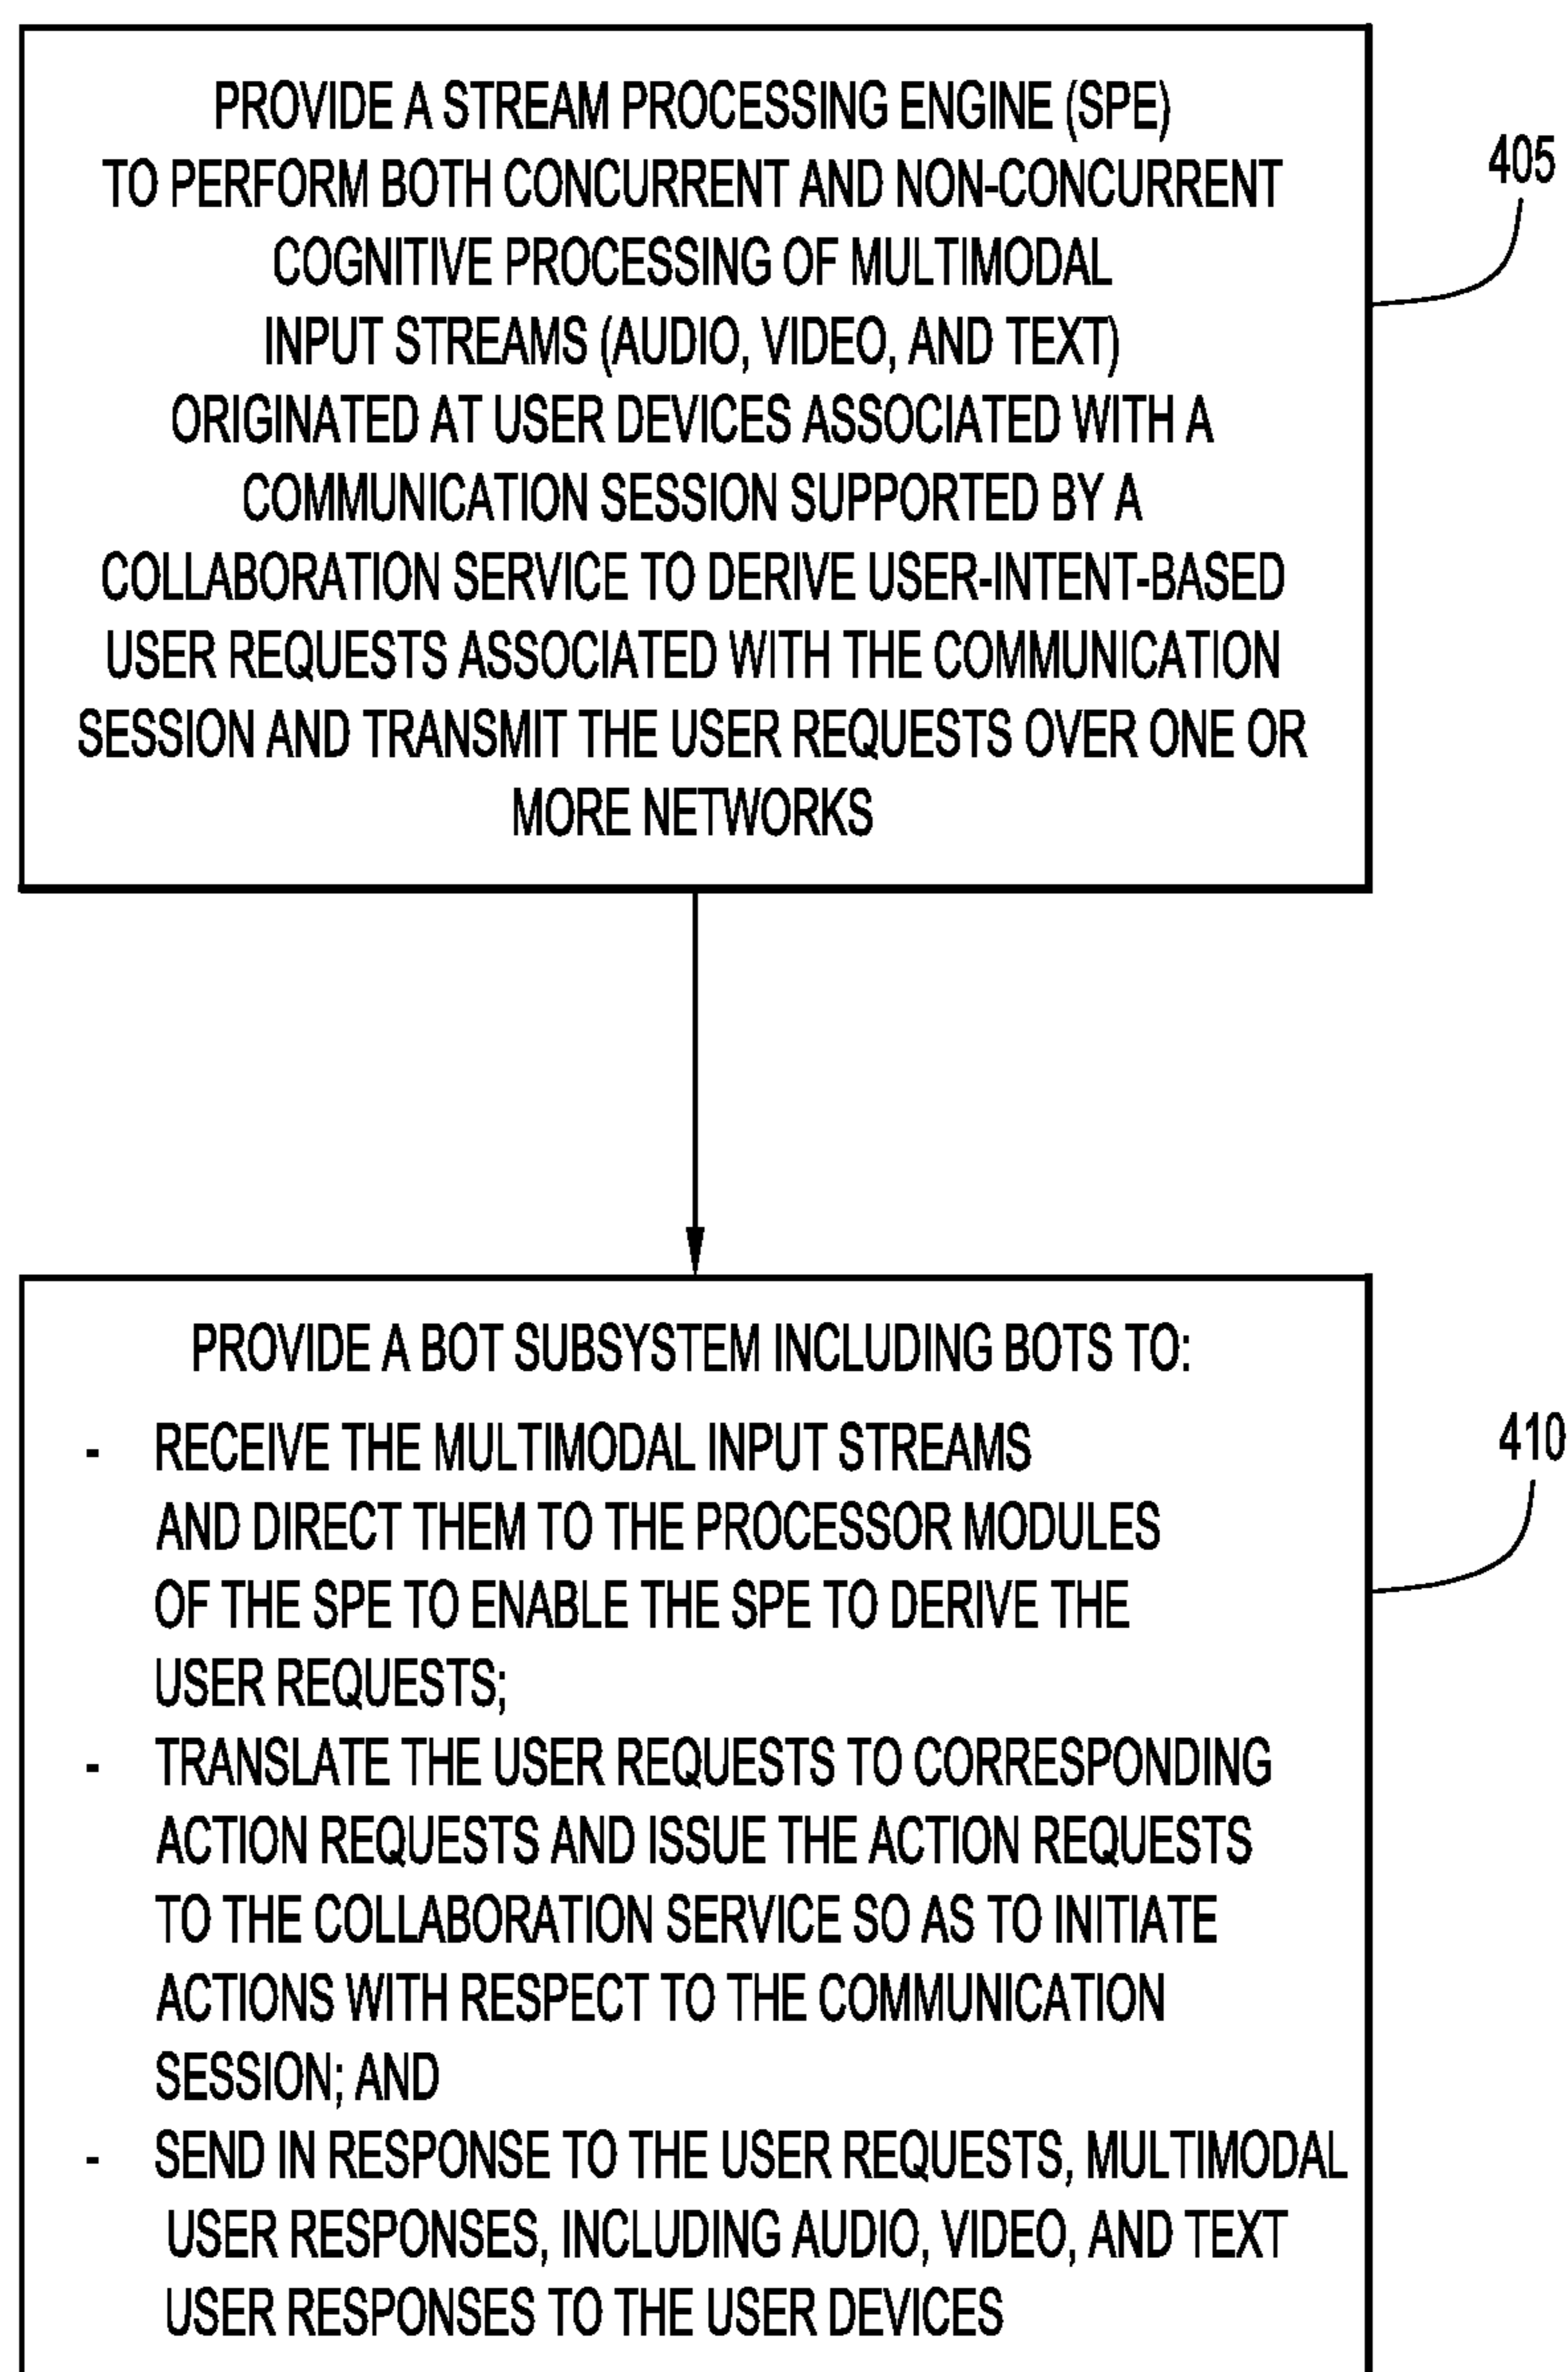 PROVIDE A STREAM PROCESSING ENGINE (SPE)
TO PERFORM BOTH CONCURRENT AND NON-CONCURRENT
COGNITIVE PROCESSING OF MULTIMODAL
INPUT STREAMS (AUDIO, VIDEO, AND TEXT)
ORIGINATED AT USER DEVICES ASSOCIATED WITH A
COMMUNICATION SESSION SUPPORTED BY A
COLLABORATION SERVICE TO DERIVE USER-INTENT-BASED
USER REQUESTS ASSOCIATED WITH THE COMMUNICATION
SESSION AND TRANSMIT THE USER REQUESTS OVER ONE OR
MORE NETWORKS
405
PROVIDE A BOT SUBSYSTEM INCLUDING BOTS TO:
- RECEIVE THE MULTIMODAL INPUT STREAMS
AND DIRECT THEM TO THE PROCESSOR MODULES
OF THE SPE TO ENABLE THE SPE TO DERIVE THE
USER REQUESTS;
- TRANSLATE THE USER REQUESTS TO CORRESPONDING
ACTION REQUESTS AND ISSUE THE ACTION REQUESTS
TO THE COLLABORATION SERVICE SO AS TO INITIATE
ACTIONS WITH RESPECT TO THE COMMUNICATION
SESSION; AND
- SEND IN RESPONSE TO THE USER REQUESTS, MULTIMODAL
USER RESPONSES, INCLUDING AUDIO, VIDEO, AND TEXT
USER RESPONSES TO THE USER DEVICES
410